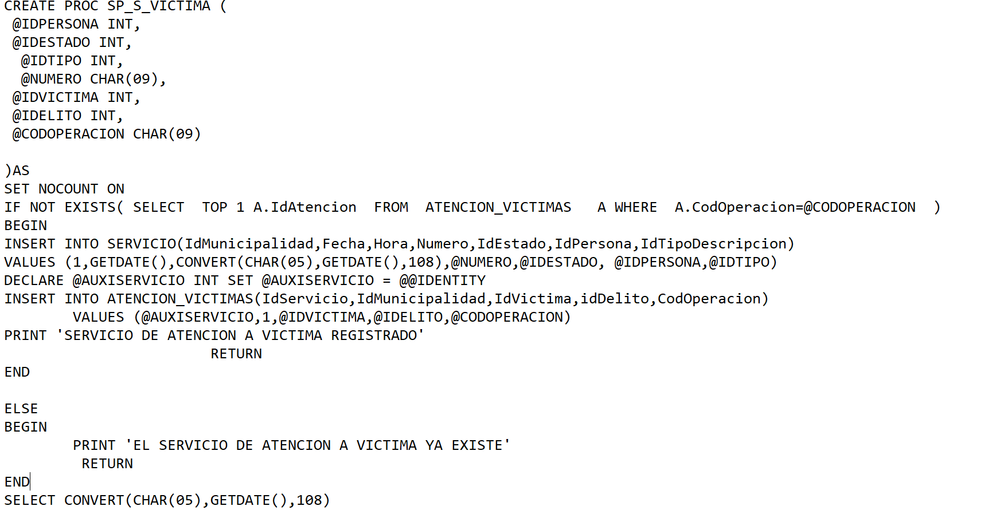 CREATE PROC SP_S_VICTIMA (
@IDPERSONA INT,
@IDESTADO INT,
@IDTIPO INT,
@NUMERO CHAR(09),
@IDVICTIMA INT,
@IDELITO INT,
@CODOPERACION CHAR(09)
)AS
SET NOCOUNT ON
IF NOT EXISTS( SELECT  TOP 1 A.IdAtencion  FROM  ATENCION_VICTIMAS   A WHERE  A.CodOperacion=@CODOPERACION  )
BEGIN
INSERT INTO SERVICIO(IdMunicipalidad,Fecha,Hora,Numero,IdEstado,IdPersona,IdTipoDescripcion)
VALUES (1,GETDATE(),CONVERT(CHAR(05),GETDATE(),108),@NUMERO,@IDESTADO, @IDPERSONA,@IDTIPO)
DECLARE @AUXISERVICIO INT SET @AUXISERVICIO = @@IDENTITY
INSERT INTO ATENCION_VICTIMAS(IdServicio,IdMunicipalidad,IdVictima,idDelito,CodOperacion)
VALUES (@AUXISERVICIO,1,@IDVICTIMA,@IDELITO,@CODOPERACION)
PRINT 'SERVICIO DE ATENCION A VICTIMA REGISTRADO'
RETURN
END
ELSE
BEGIN
PRINT 'EL SERVICIO DE ATENCION A VICTIMA YA EXISTE'
RETURN
END
SELECT CONVERT(CHAR(05),GETDATE(),108)